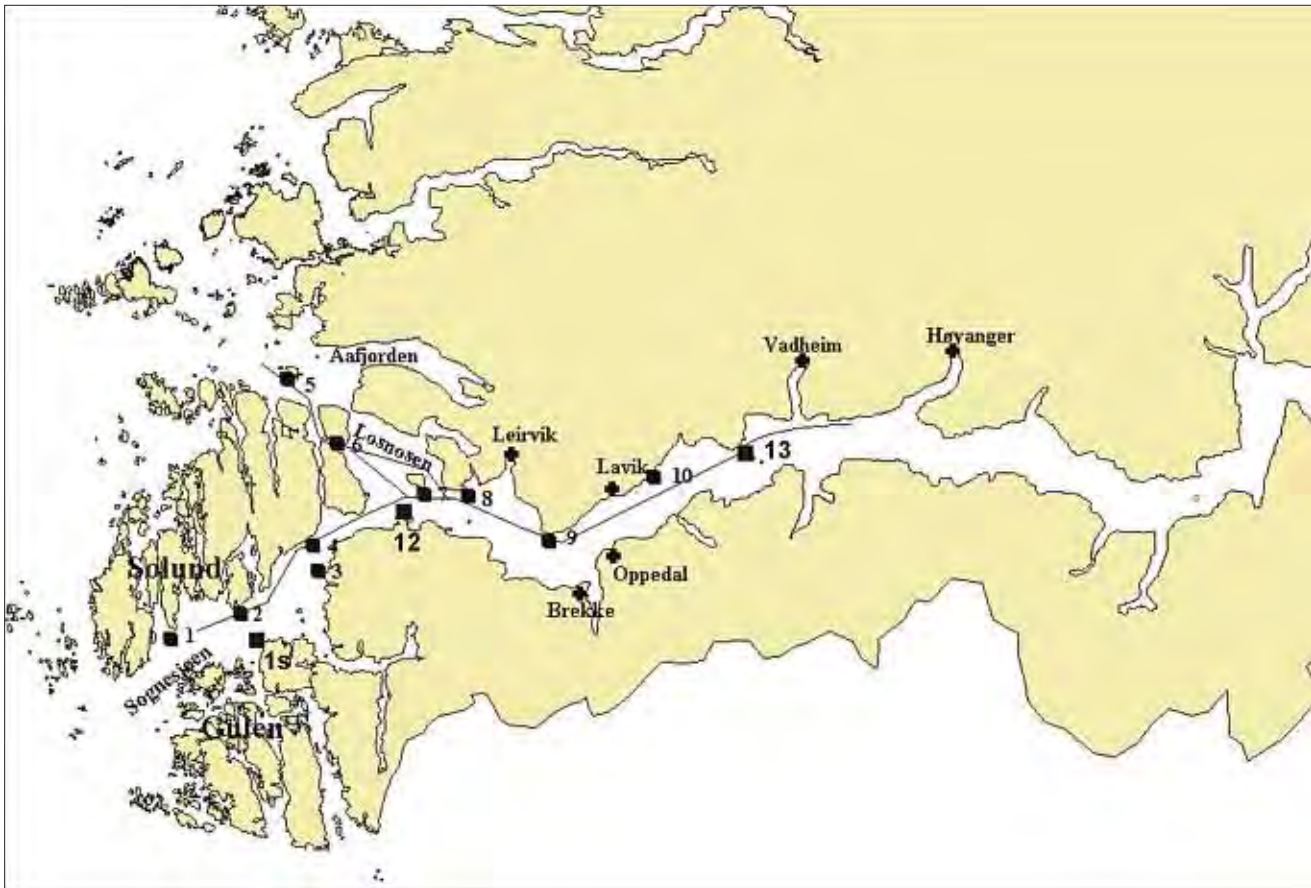 Høyanger
Vadheim
Aafjorden
5
Losnosen
6
Leirvik
13
10
Lavik
7
8
12
9
4
3
Oppedal
Solund
Brekke
2
1
1s
Sognesjøen
Gulen